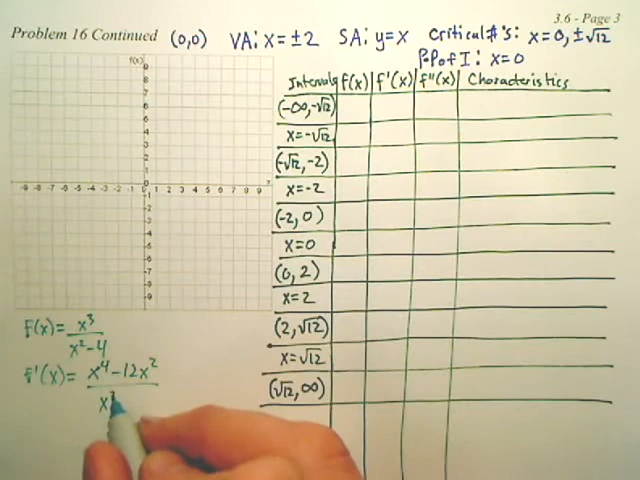 3.6 - Page 3
Problem 16 Continued (0,0) VA: x = ±2 SA: y = x Critical #'s: x = 0, ±√12
P.P of I: x = 0
f(x)
9
8
7
6
5
4
3
2
1
0
-9 -8 -7 -6 -5 -4 -3 -2 -1 0 1 2 3 4 5 6 7 8 9
-1
-2
-3
-4
-5
-6
-7
-8
-9
Intervals f(x) f'(x) f''(x) Characteristics
(-∞, -√12)
x = -√12
(-√12, -2)
x = -2
(-2, 0)
x = 0
(0, 2)
x = 2
(2, √12)
x = √12
(√12, ∞)
f(x) = x³
x² - 4
f'(x) = x⁴ - 12x²
x